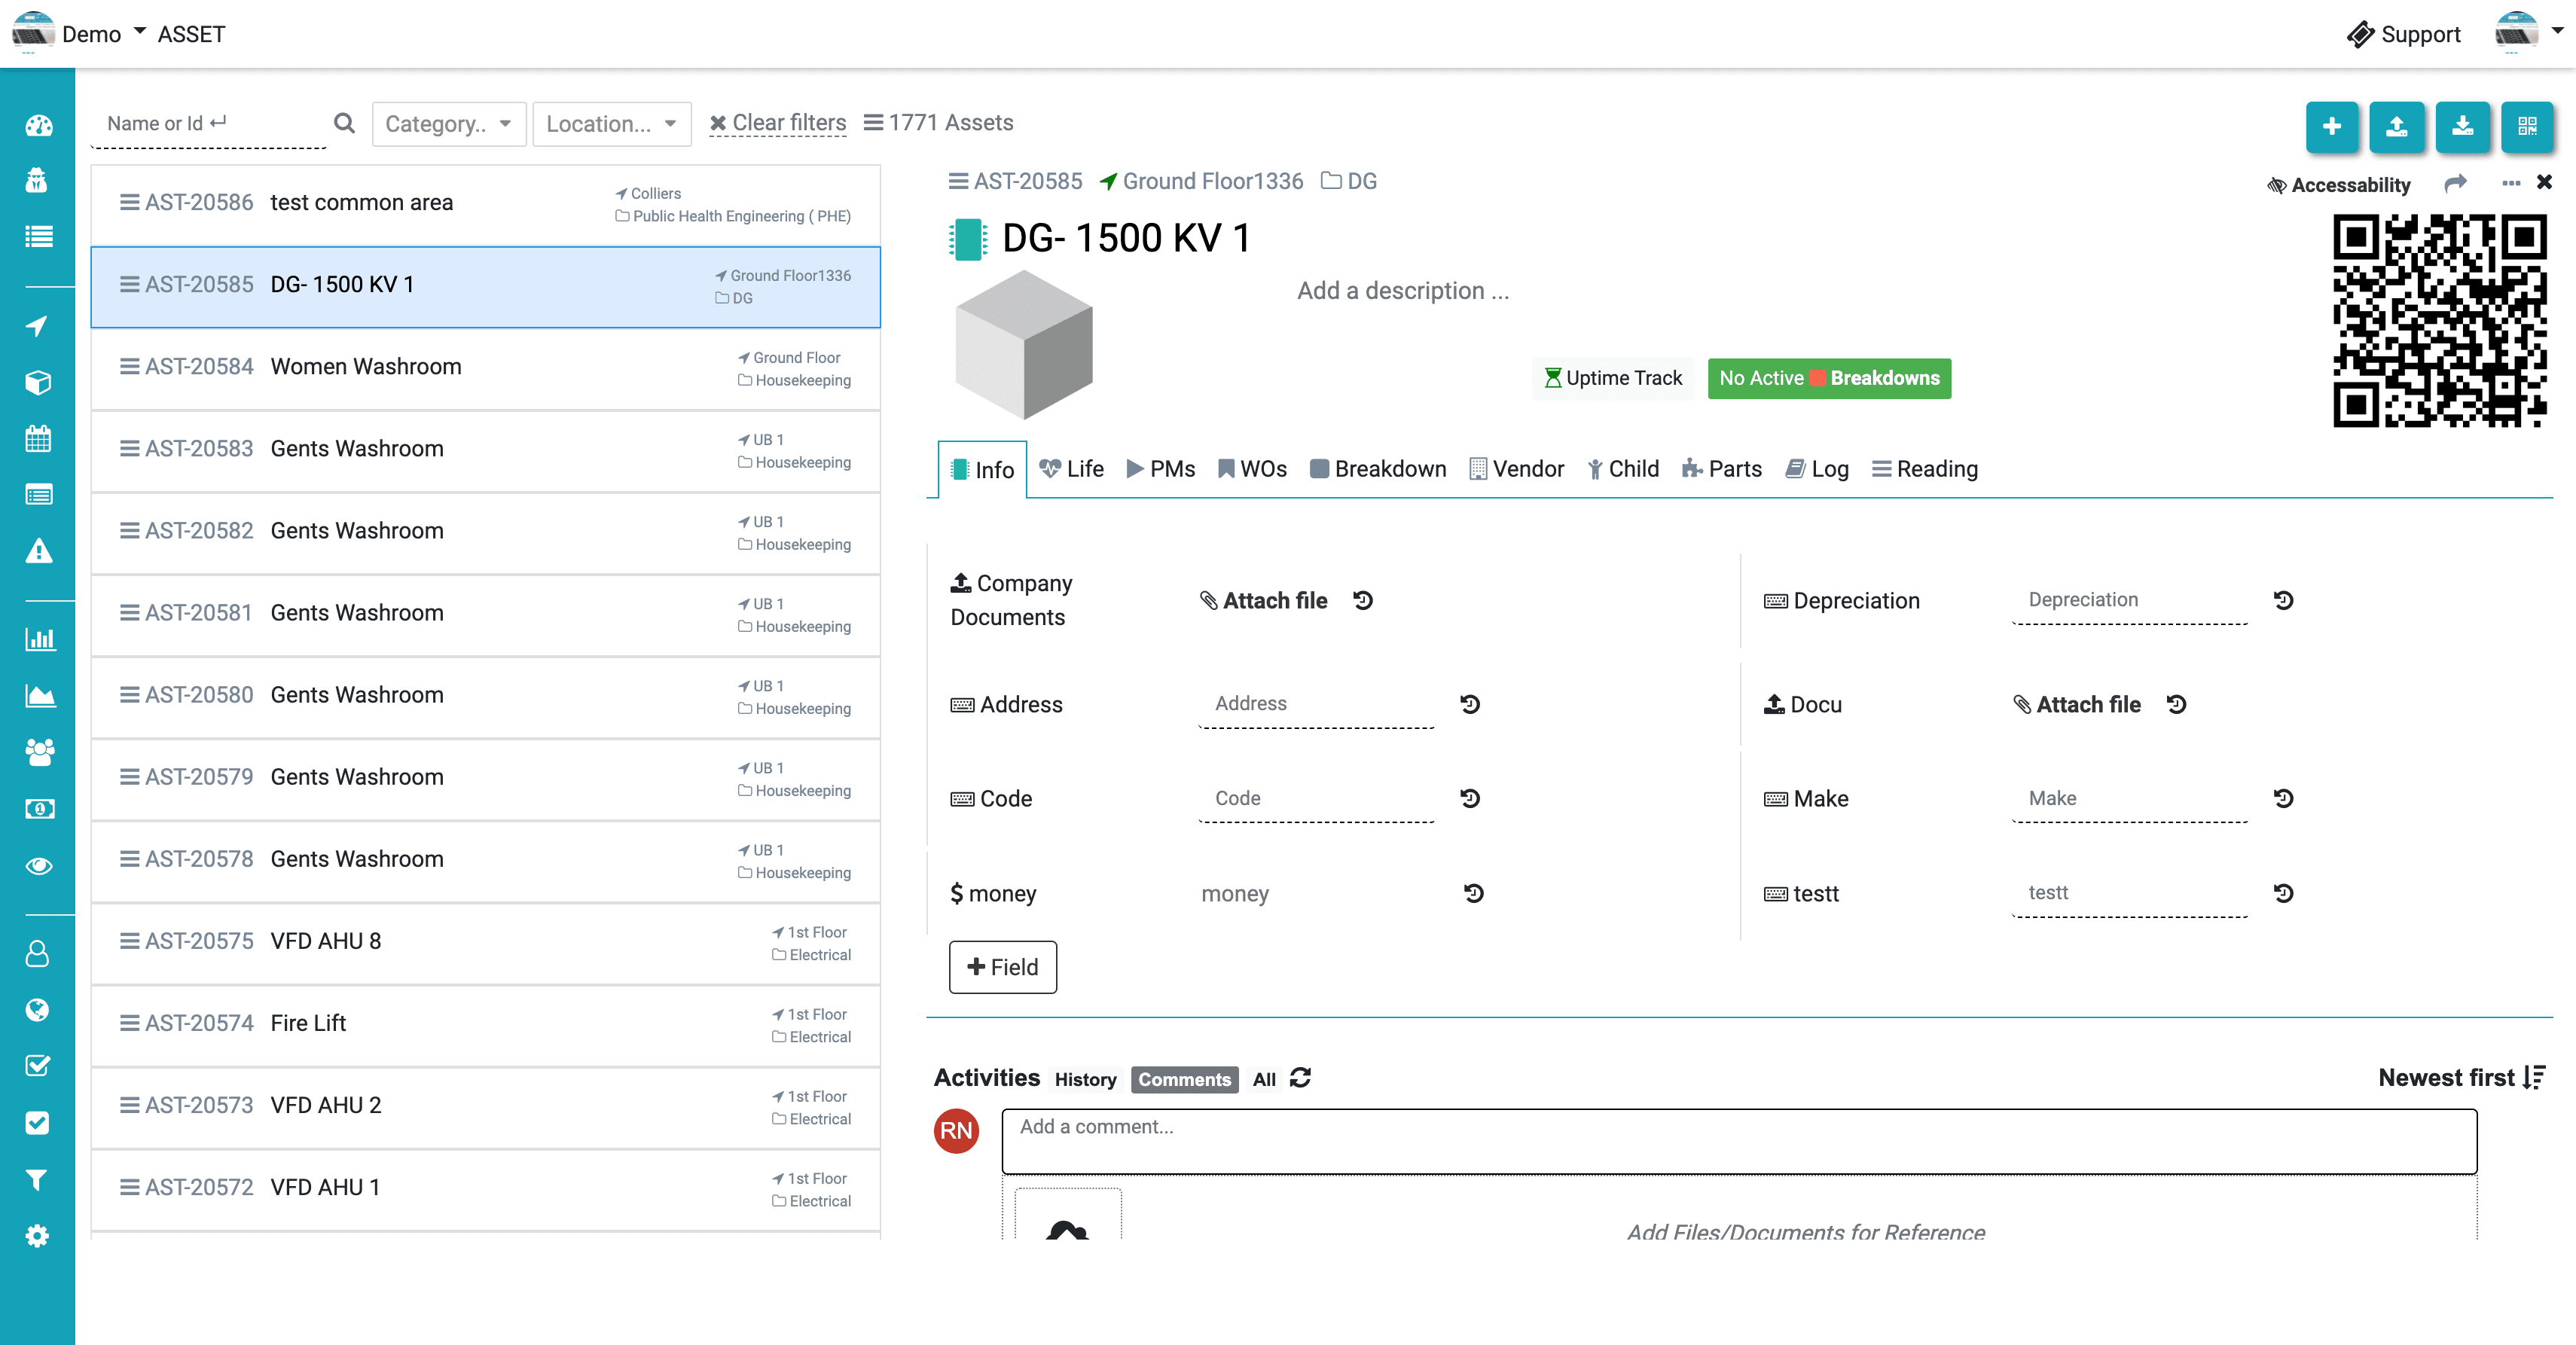 Demo ASSET Support
Name or Id Category.. Location... Clear filters 1771 Assets
AST-20586 test common area Colliers
Public Health Engineering ( PHE)
AST-20585 DG- 1500 KV 1 Ground Floor1336
DG
AST-20584 Women Washroom Ground Floor
Housekeeping
AST-20583 Gents Washroom UB 1
Housekeeping
AST-20582 Gents Washroom UB 1
Housekeeping
AST-20581 Gents Washroom UB 1
Housekeeping
AST-20580 Gents Washroom UB 1
Housekeeping
AST-20579 Gents Washroom UB 1
Housekeeping
AST-20578 Gents Washroom UB 1
Housekeeping
AST-20575 VFD AHU 8 1st Floor
Electrical
AST-20574 Fire Lift 1st Floor
Electrical
AST-20573 VFD AHU 2 1st Floor
Electrical
AST-20572 VFD AHU 1 1st Floor
Electrical
AST-20585 Ground Floor1336 DG
Accessability
DG- 1500 KV 1
Add a description ...
Uptime Track No Active Breakdowns
Info Life PMs WOs Breakdown Vendor Child Parts Log Reading
Company
Documents Attach file
Depreciation Depreciation
Address Address
Docu Attach file
Code Code
Make Make
$ money money
testt testt
+ Field
Activities History Comments All Newest first
RN Add a comment...
Add Files/Documents for Reference